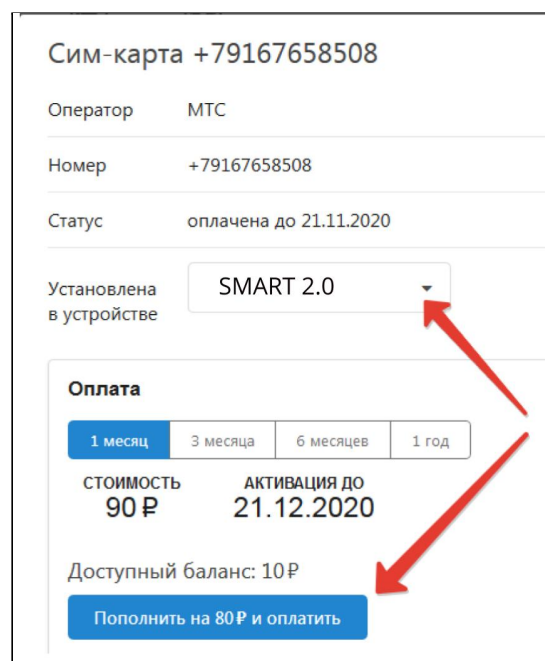 Сим-карта +79167658508
Оператор МТС
Номер +79167658508
Статус оплачена до 21.11.2020
Установлена
в устройстве SMART 2.0
Оплата
1 месяц 3 месяца 6 месяцев 1 год
СТОИМОСТЬ АКТИВАЦИЯ ДО
90 ₽ 21.12.2020
Доступный баланс: 10 ₽
Пополнить на 80 ₽ и оплатить